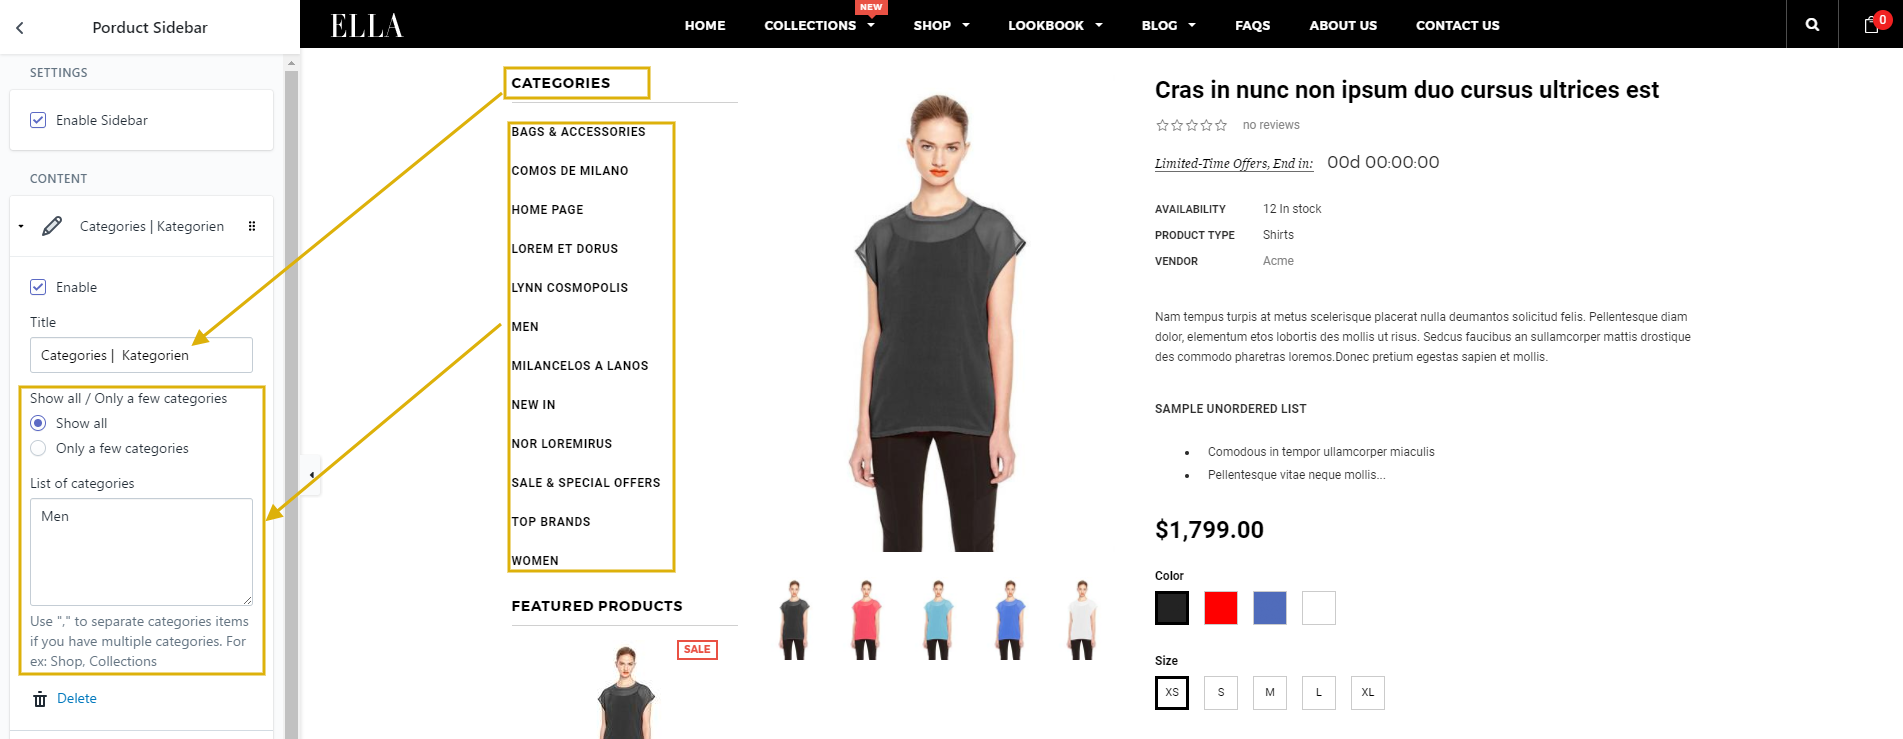 Porduct Sidebar
SETTINGS
Enable Sidebar
CONTENT
Categories | Kategorien
Enable
Title
Categories |  Kategorien
Show all / Only a few categories
Show all
Only a few categories
List of categories
Men
Use "," to separate categories items
if you have multiple categories. For
ex: Shop, Collections
Delete
ELLA
HOME
COLLECTIONS
NEW
SHOP
LOOKBOOK
BLOG
FAQS
ABOUT US
CONTACT US
0
CATEGORIES
BAGS & ACCESSORIES
COMOS DE MILANO
HOME PAGE
LOREM ET DORUS
LYNN COSMOPOLIS
MEN
MILANCELOS A LANOS
NEW IN
NOR LOREMIRUS
SALE & SPECIAL OFFERS
TOP BRANDS
WOMEN
FEATURED PRODUCTS
SALE
Cras in nunc non ipsum duo cursus ultrices est
no reviews
Limited-Time Offers, End in: 00d 00:00:00
AVAILABILITY 12 In stock
PRODUCT TYPE Shirts
VENDOR Acme
Nam tempus turpis at metus scelerisque placerat nulla deumantos solicitud felis. Pellentesque diam
dolor, elementum etos lobortis des mollis ut risus. Sedcus faucibus an sullamcorper mattis drostique
des commodo pharetras loremos.Donec pretium egestas sapien et mollis.
SAMPLE UNORDERED LIST
• Comodous in tempor ullamcorper miaculis
• Pellentesque vitae neque mollis...
$1,799.00
Color
Size
XS S M L XL